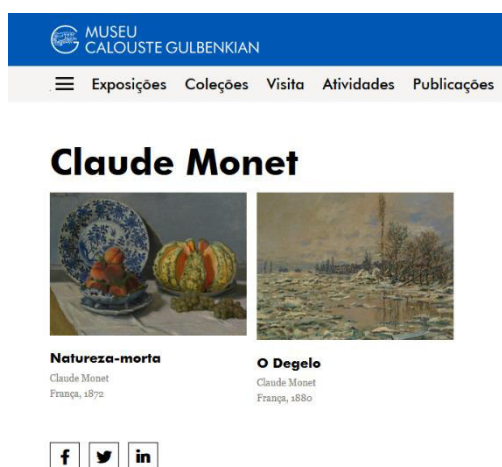 MUSEU
CALOUSTE GULBENKIAN
Exposições Coleções Visita Atividades Publicações
Claude Monet
Natureza-morta
Claude Monet
França, 1872
O Degelo
Claude Monet
França, 1880